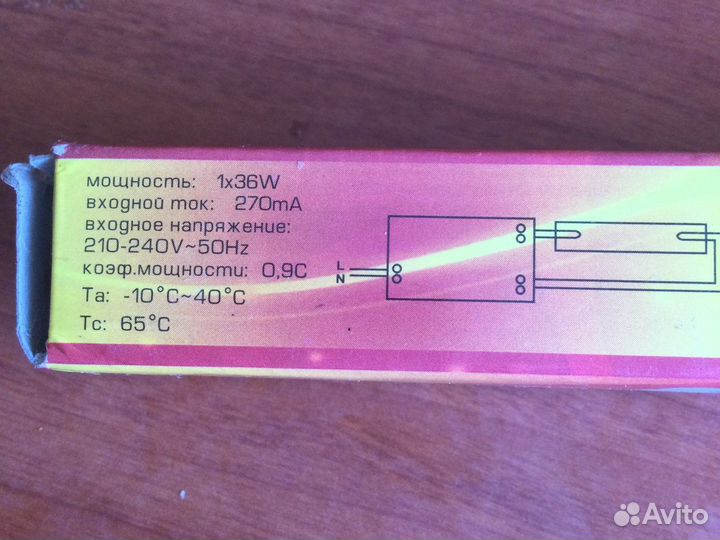 мощность: 1x36W
входной ток: 270mA
входное напряжение:
210-240V~50Hz
коэф.мощности: 0,9C
Ta: -10°C~40°C
Tc: 65°C
L
N
Avito